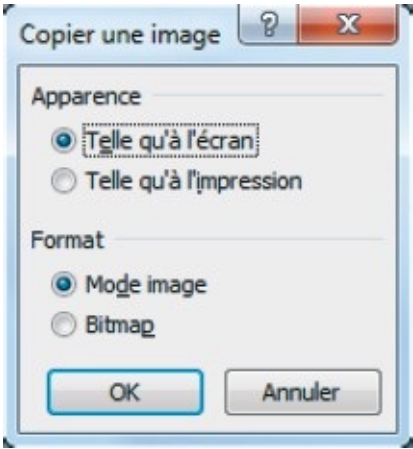 Copier une image
Apparence
Telle qu'à l'écran
Telle qu'à l'impression
Format
Mode image
Bitmap
OK Annuler